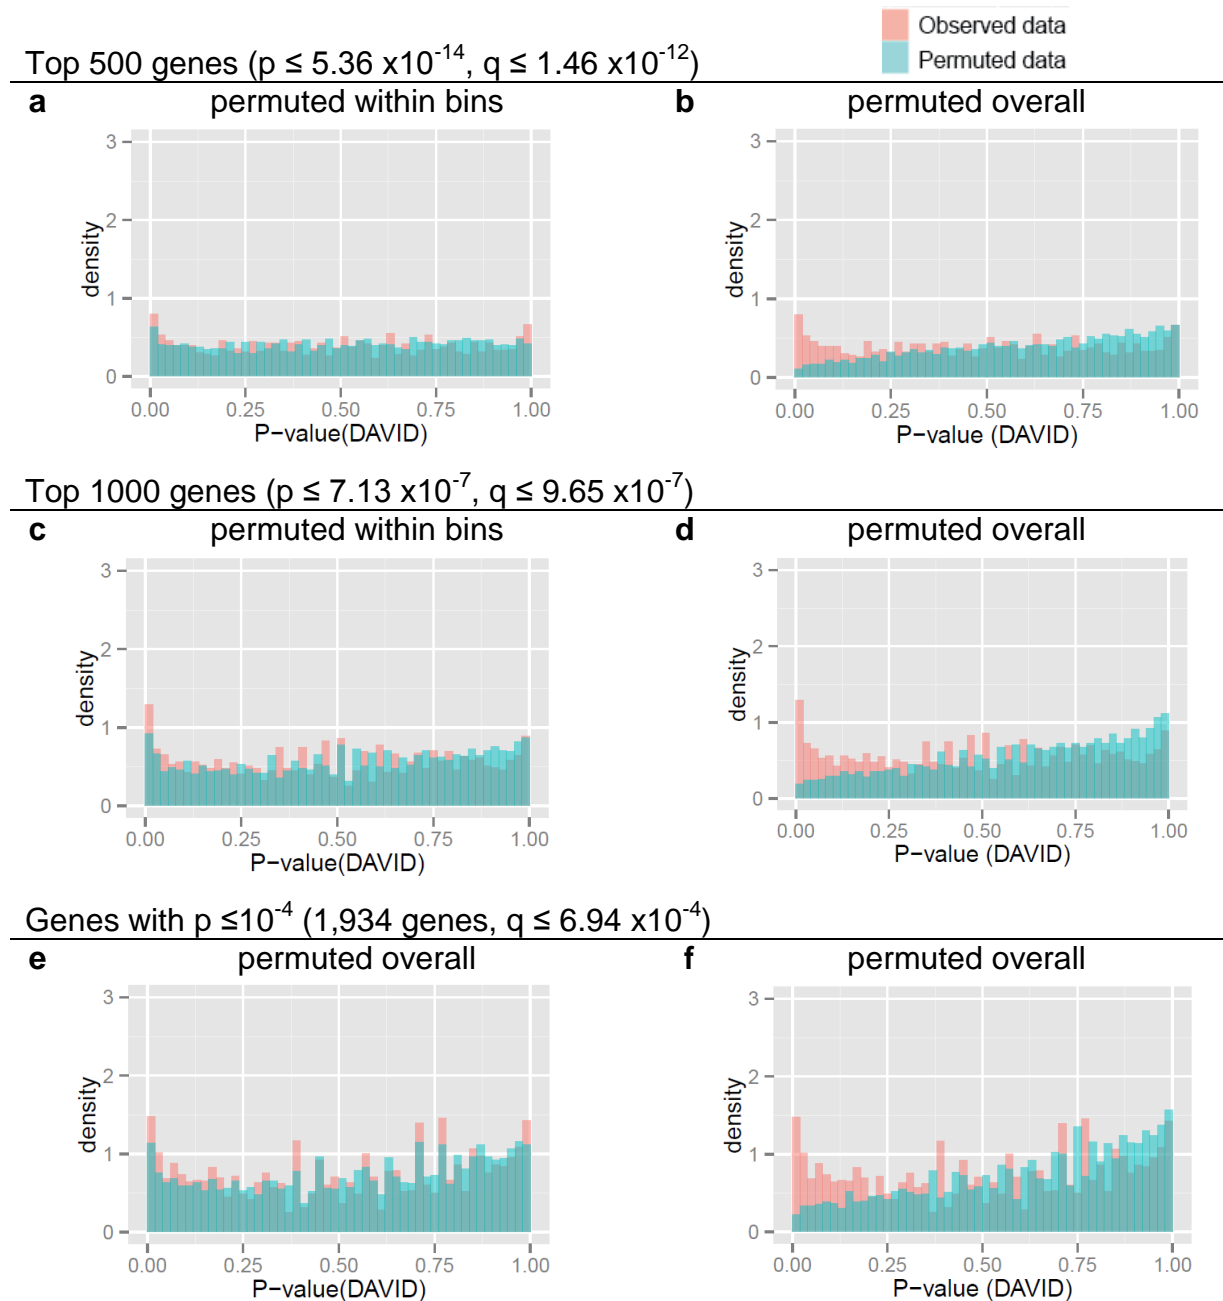 Observed data
Permuted data
Top 500 genes (p ≤ 5.36 x10^-14, q ≤ 1.46 x10^-12)
a permuted within bins
b permuted overall
3
2
1
0
density
0.00 0.25 0.50 0.75 1.00
P−value(DAVID)
3
2
1
0
density
0.00 0.25 0.50 0.75 1.00
P−value (DAVID)
Top 1000 genes (p ≤ 7.13 x10^-7, q ≤ 9.65 x10^-7)
c permuted within bins
d permuted overall
3
2
1
0
density
0.00 0.25 0.50 0.75 1.00
P−value(DAVID)
3
2
1
0
density
0.00 0.25 0.50 0.75 1.00
P−value (DAVID)
Genes with p ≤10^-4 (1,934 genes, q ≤ 6.94 x10^-4)
e permuted overall
f permuted overall
3
2
1
0
density
0.00 0.25 0.50 0.75 1.00
P−value(DAVID)
3
2
1
0
density
0.00 0.25 0.50 0.75 1.00
P−value (DAVID)